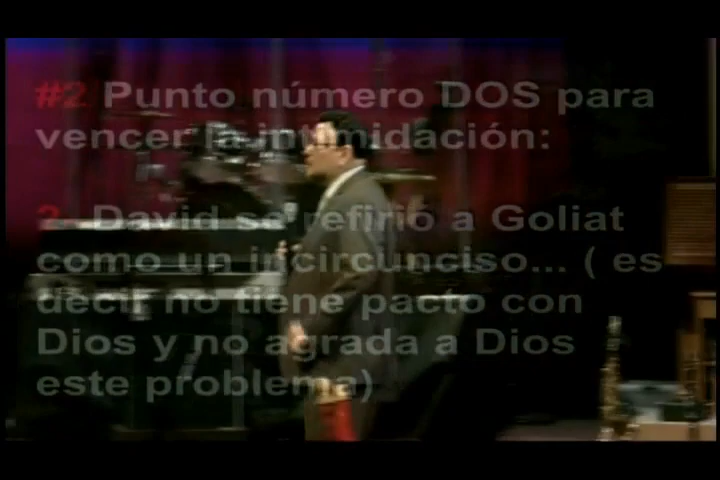 #2 Punto número DOS para
vencer la intimidación:
2. David se refirió a Goliat
como un incircunciso... ( es
decir no tiene pacto con
Dios y no agrada a Dios
este problema)